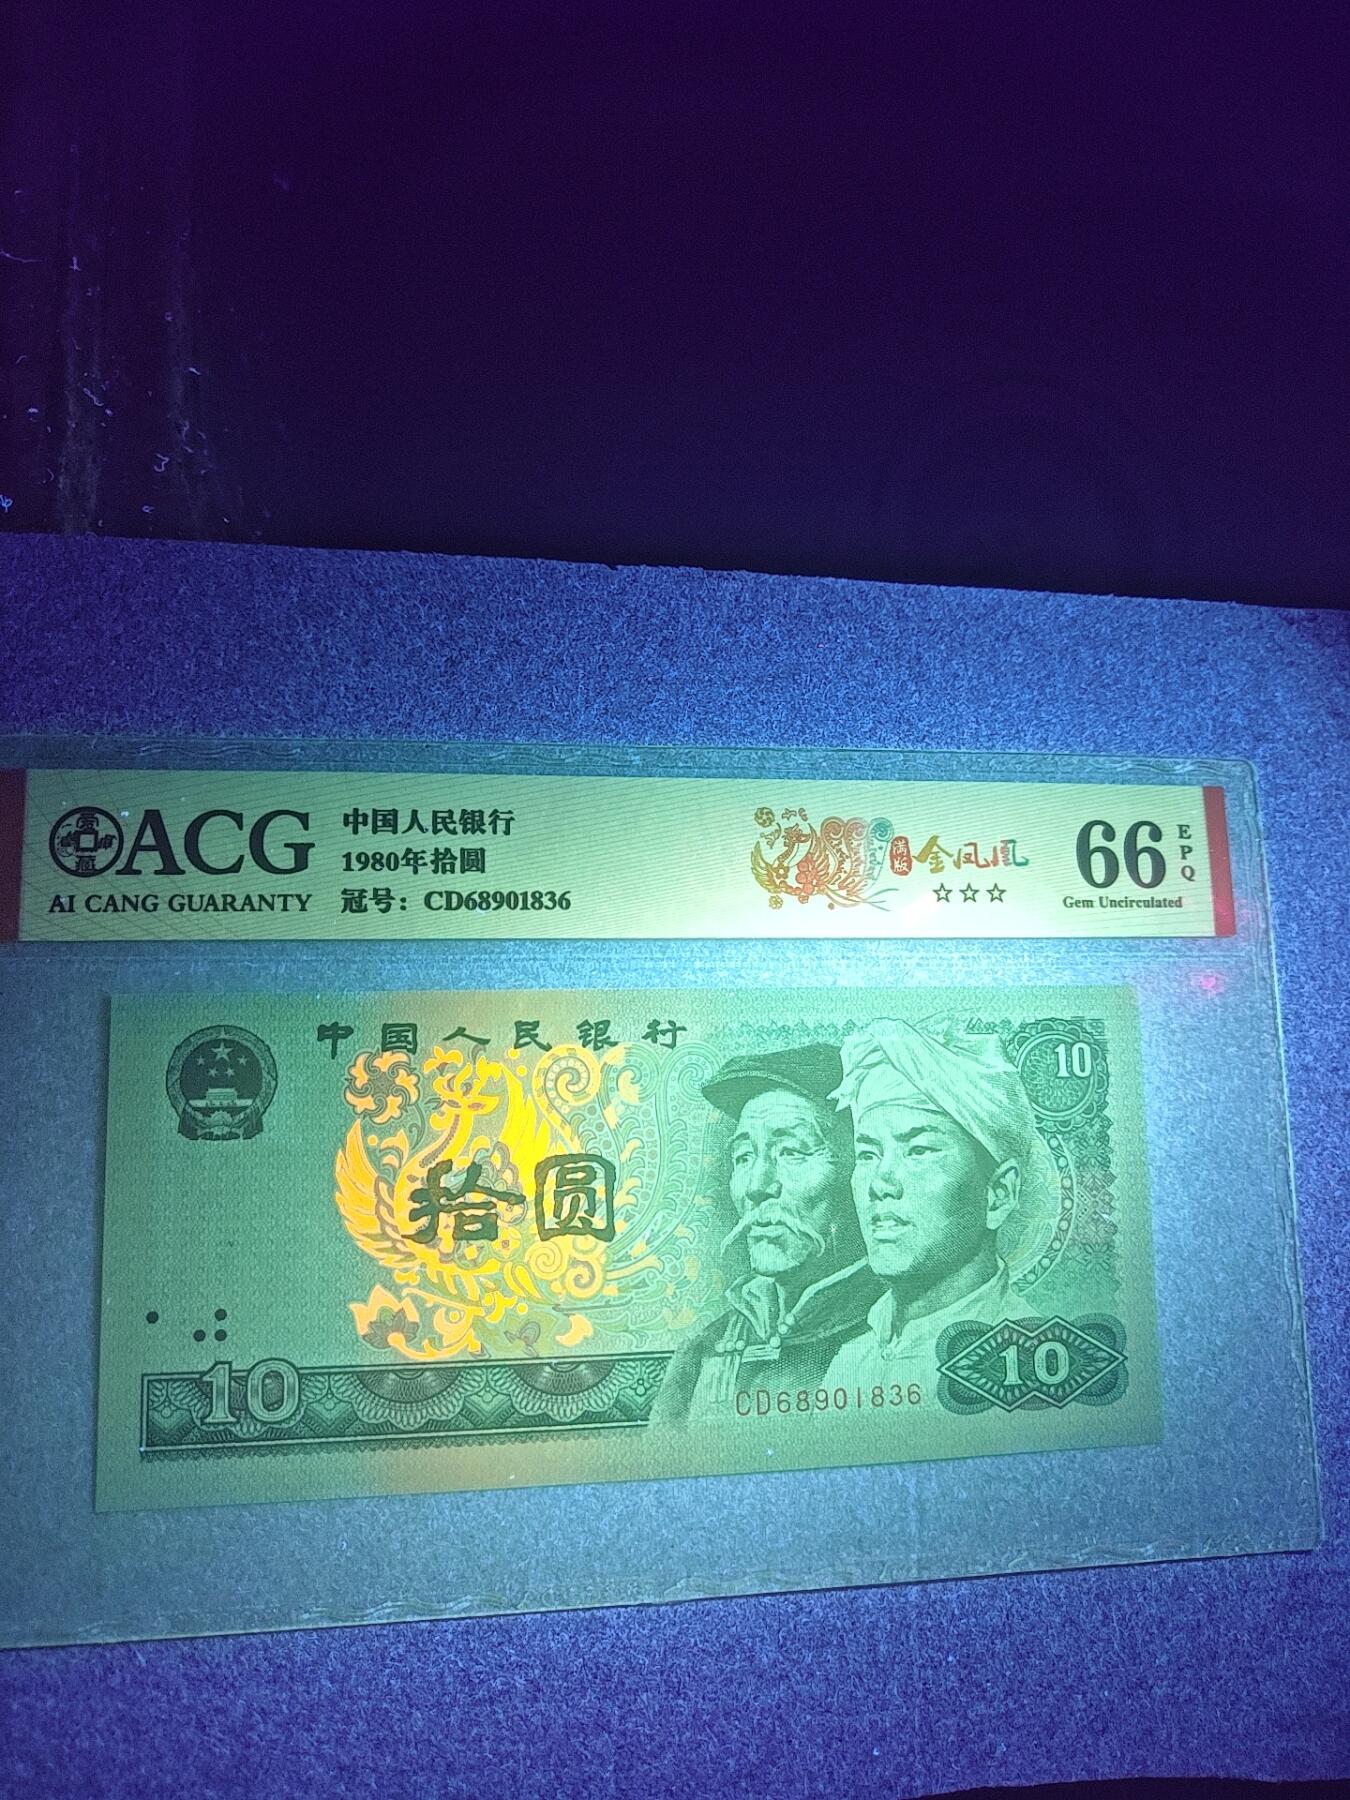 ACG
AI CANG GUARANTY
中国人民银行
1980年拾圆
冠号：CD68901836
满版
金凤凰
☆☆☆
66
EPQ
Gem Uncirculated
中国人民银行
10
拾圆
10
CD68901836
10